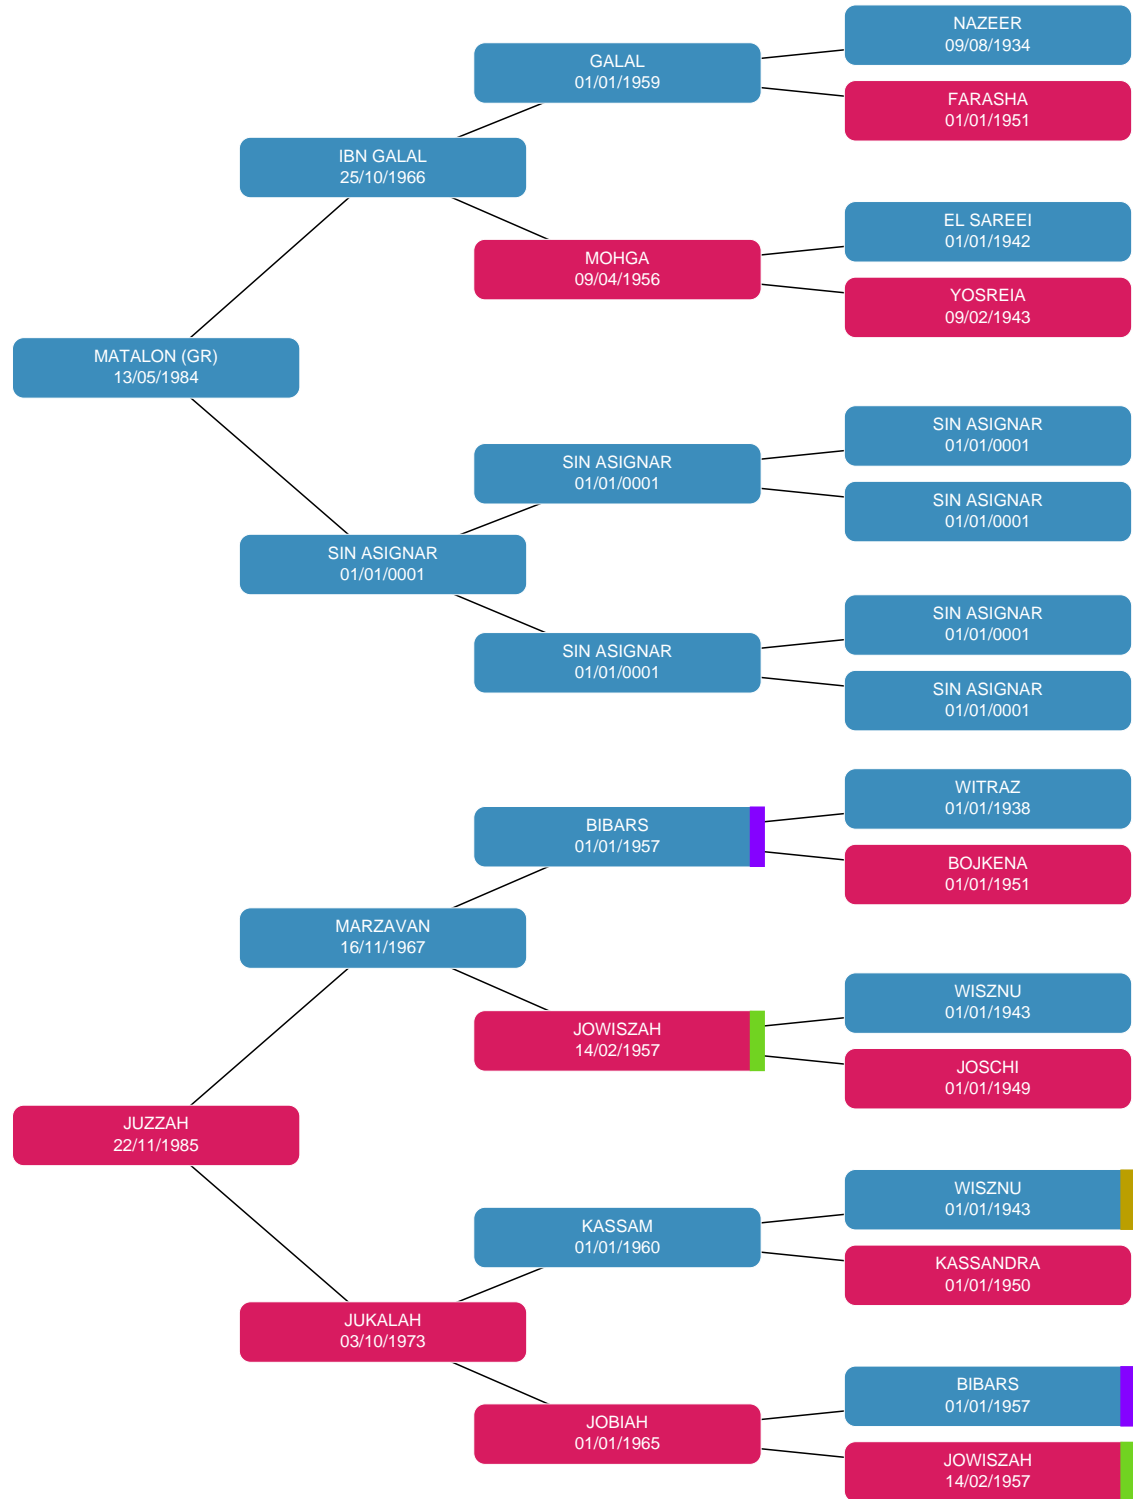 NAZEER
09/08/1934
GALAL
01/01/1959
FARASHA
01/01/1951
IBN GALAL
25/10/1966
EL SAREEI
01/01/1942
MOHGA
09/04/1956
YOSREIA
09/02/1943
MATALON (GR)
13/05/1984
SIN ASIGNAR
01/01/0001
SIN ASIGNAR
01/01/0001
SIN ASIGNAR
01/01/0001
SIN ASIGNAR
01/01/0001
SIN ASIGNAR
01/01/0001
SIN ASIGNAR
01/01/0001
SIN ASIGNAR
01/01/0001
WITRAZ
01/01/1938
BIBARS
01/01/1957
BOJKENA
01/01/1951
MARZAVAN
16/11/1967
WISZNU
01/01/1943
JOWISZAH
14/02/1957
JOSCHI
01/01/1949
JUZZAH
22/11/1985
WISZNU
01/01/1943
KASSAM
01/01/1960
KASSANDRA
01/01/1950
JUKALAH
03/10/1973
BIBARS
01/01/1957
JOBIAH
01/01/1965
JOWISZAH
14/02/1957